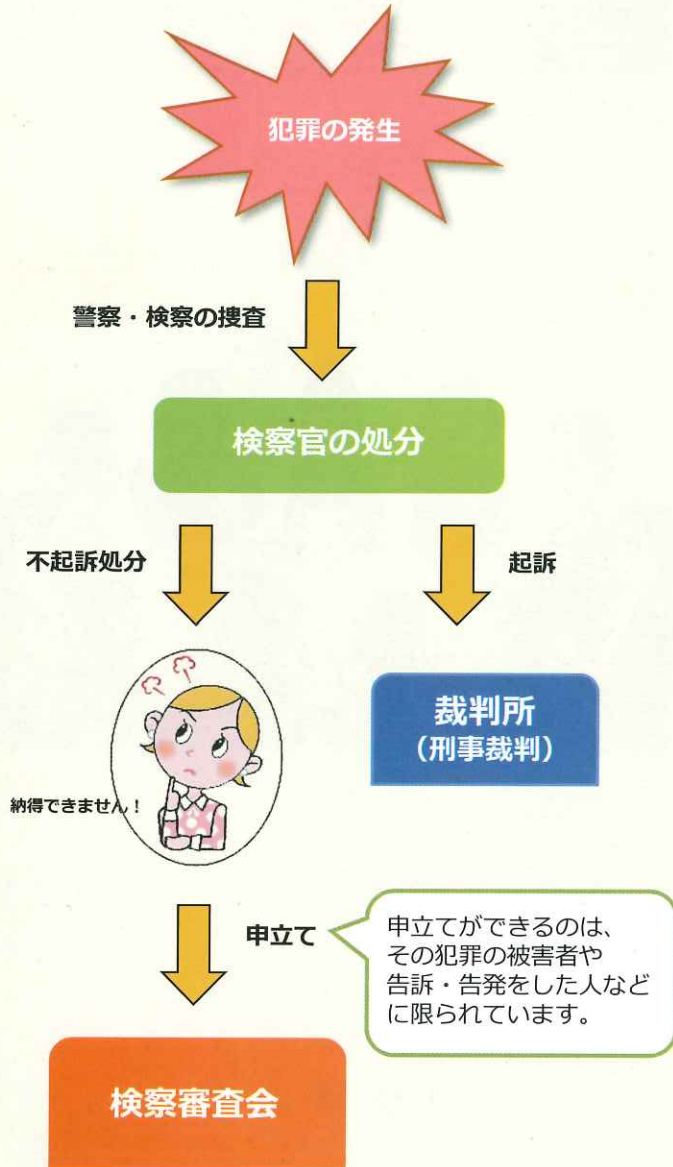 犯罪の発生
警察・検察の捜査
検察官の処分
不起訴処分
起訴
裁判所
（刑事裁判）
納得できません！
申立て
申立てができるのは、
その犯罪の被害者や
告訴・告発をした人など
に限られています。
検察審査会